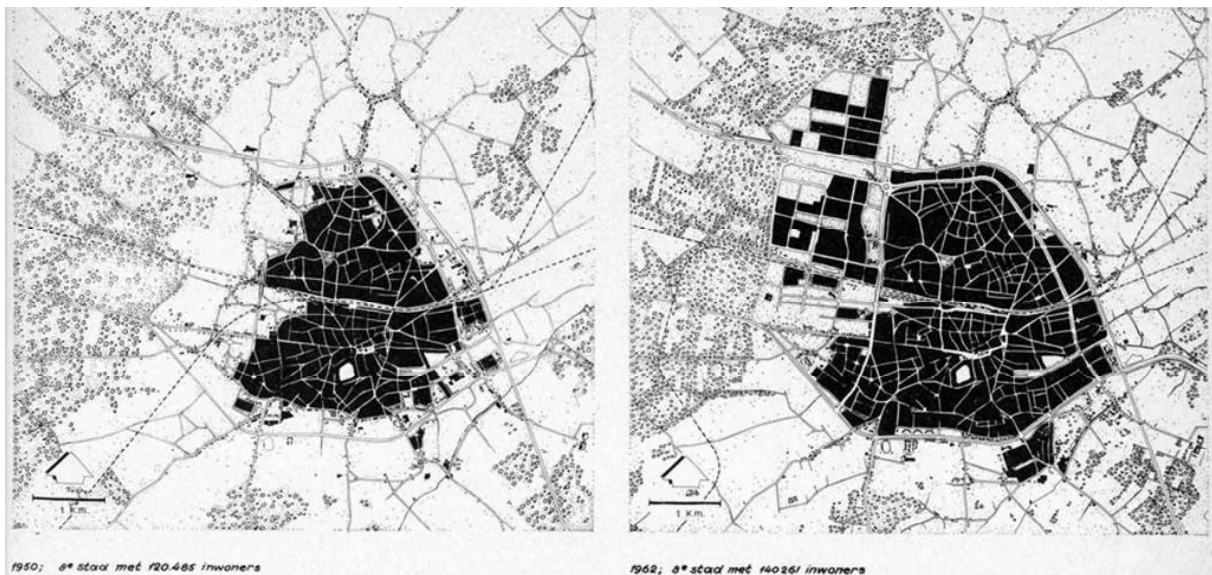 1 K.m.
1 K.m.
1950; 8e stad met 120.485 inwoners
1962; 8e stad met 140261 inwoners